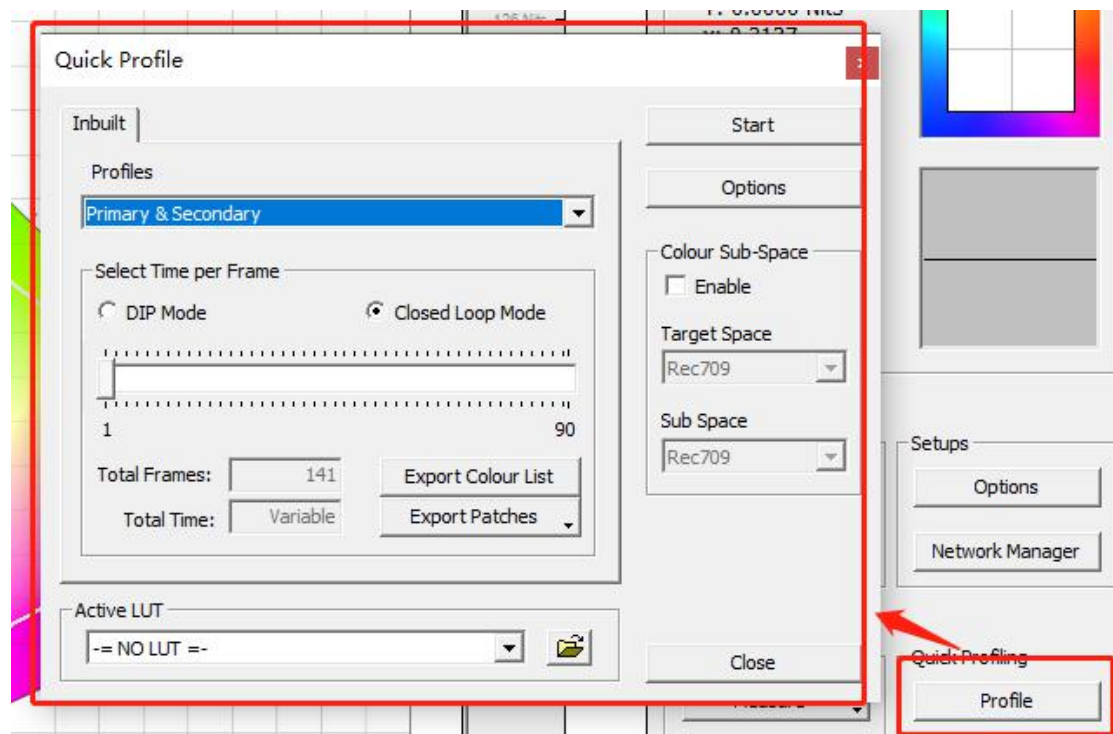 126 Nits
Quick Profile
Inbuilt
Profiles
Primary & Secondary
Select Time per Frame
DIP Mode
Closed Loop Mode
1
90
Total Frames:
141
Export Colour List
Total Time:
Variable
Export Patches
Active LUT
-= NO LUT =-
Start
Options
Colour Sub-Space
Enable
Target Space
Rec709
Sub Space
Rec709
Close
Setups
Options
Network Manager
Quick Profiling
Profile